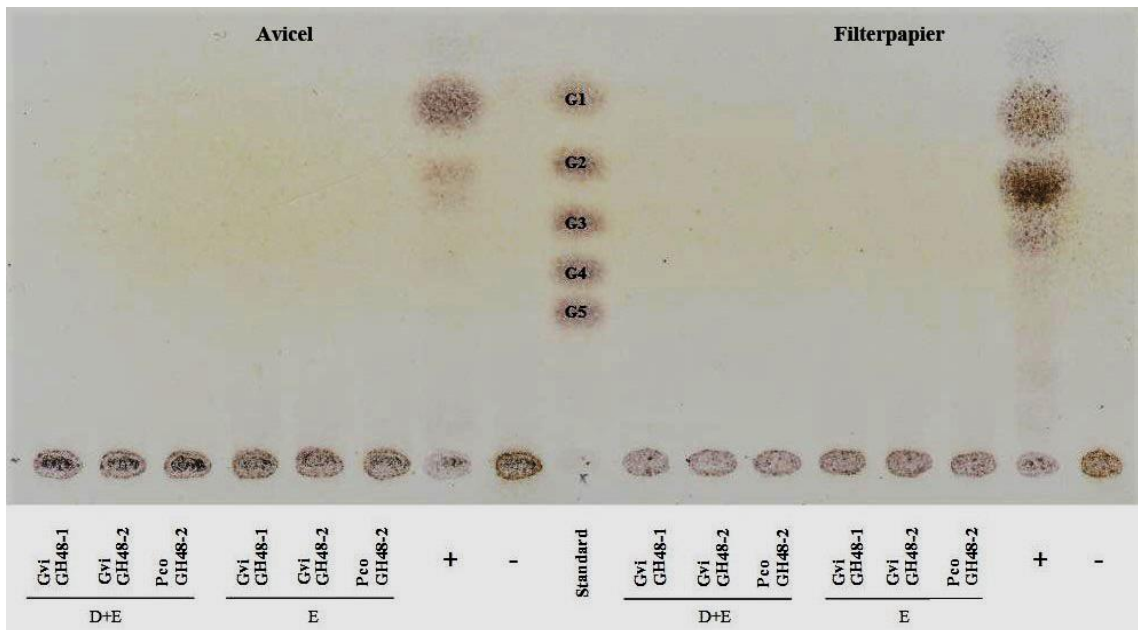 Avicel
Filterpapier
G1
G2
G3
G4
G5
Gvi
GH48-1
Gvi
GH48-2
Pco
GH48-2
Gvi
GH48-1
Gvi
GH48-2
Pco
GH48-2
+
-
Standard
Gvi
GH48-1
Gvi
GH48-2
Pco
GH48-2
Gvi
GH48-1
Gvi
GH48-2
Pco
GH48-2
+
-
D+E
E
D+E
E